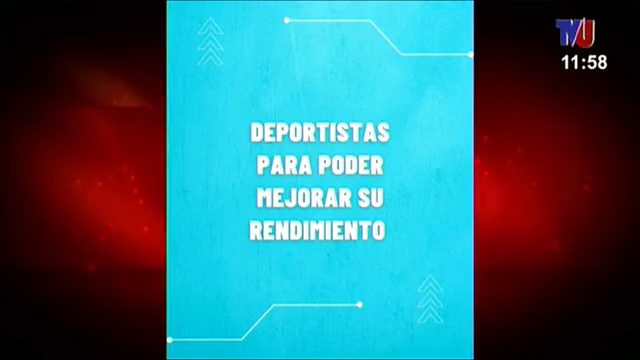 TVU
11:58
DEPORTISTAS
PARA PODER
MEJORAR SU
RENDIMIENTO